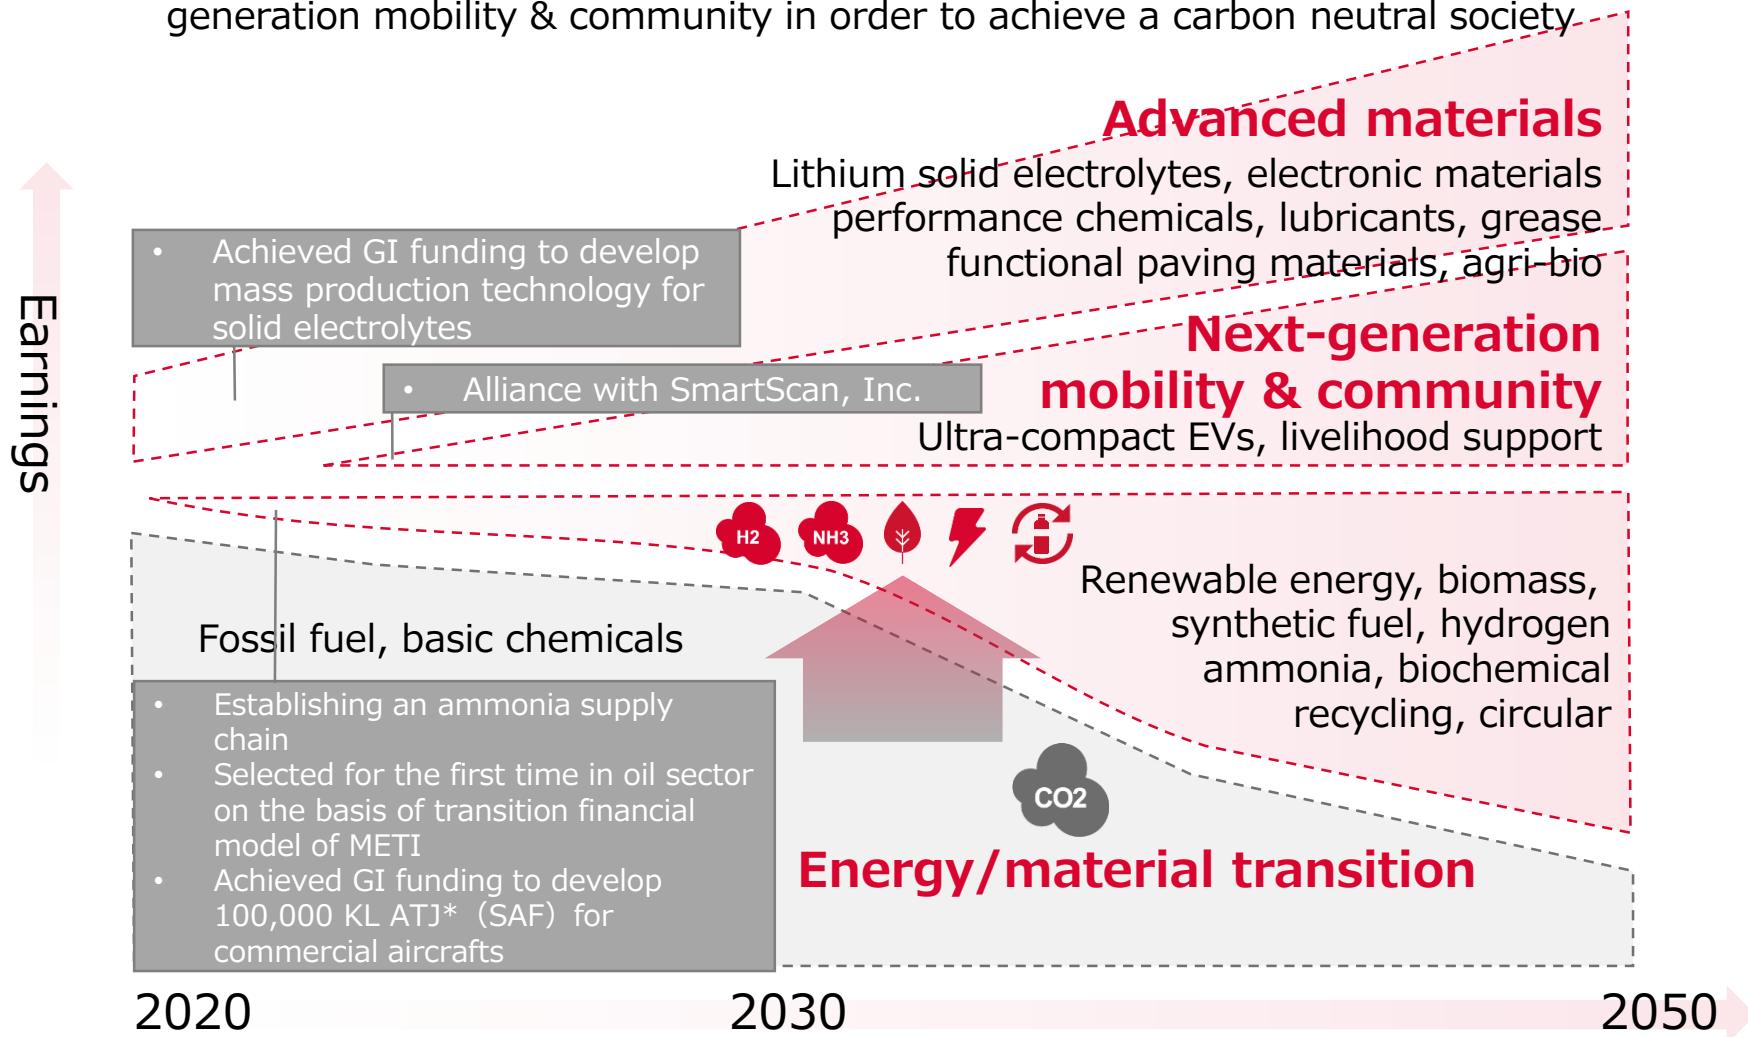 generation mobility & community in order to achieve a carbon neutral society
Advanced materials
Lithium solid electrolytes, electronic materials
performance chemicals, lubricants, grease
functional paving materials, agri-bio
• Achieved GI funding to develop
mass production technology for
solid electrolytes
Earnings
Next-generation
mobility & community
• Alliance with SmartScan, Inc.
Ultra-compact EVs, livelihood support
H2
NH3
Renewable energy, biomass,
synthetic fuel, hydrogen
ammonia, biochemical
recycling, circular
Fossil fuel, basic chemicals
• Establishing an ammonia supply
chain
• Selected for the first time in oil sector
on the basis of transition financial
model of METI
• Achieved GI funding to develop
100,000 KL ATJ*（SAF）for
commercial aircrafts
CO2
Energy/material transition
2020
2030
2050